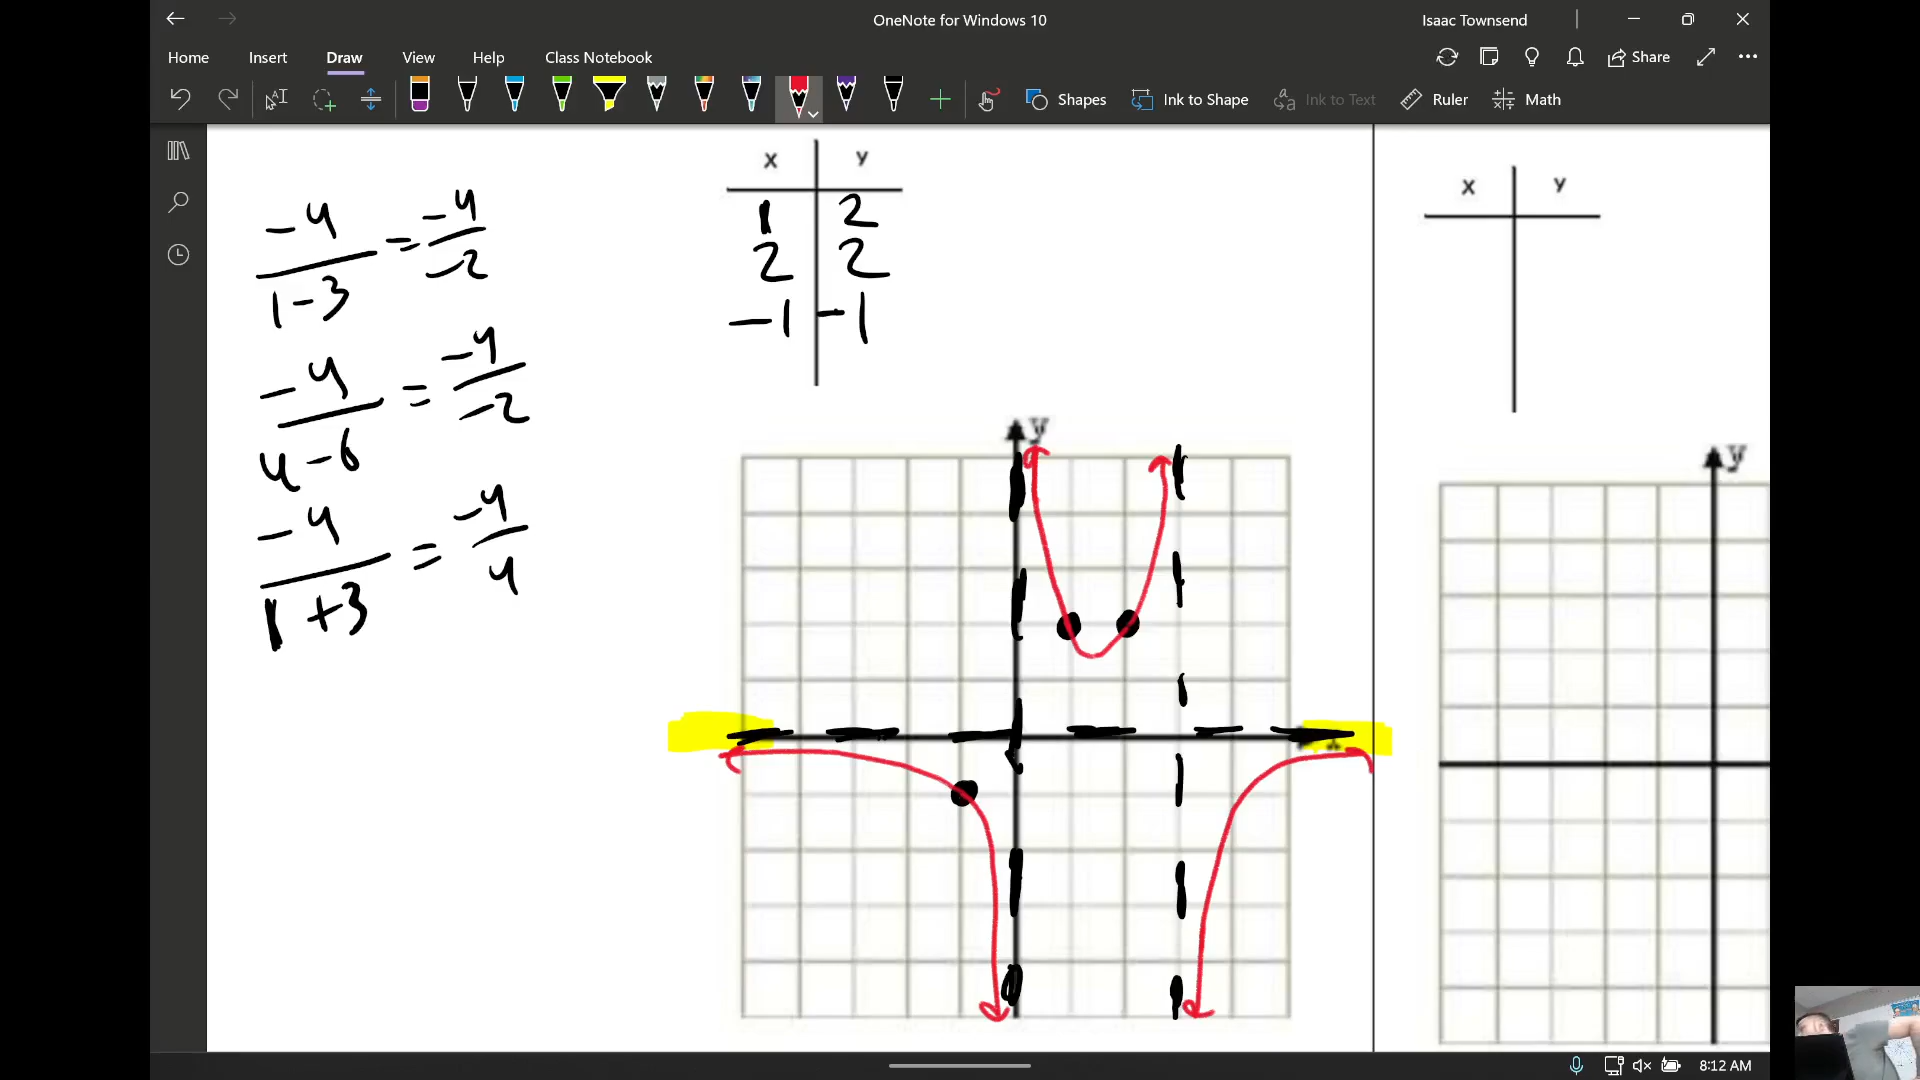 OneNote for Windows 10
Isaac Townsend
Home Insert Draw View Help Class Notebook
Share
Shapes
Ink to Shape
Ink to Text
Ruler
Math
-4/1-3 = -4/-2
-4/4-6 = -4/-2
-4/1+3 = -4/4
x y
1 2
2 2
-1 -1
y
x y
y
8:12 AM